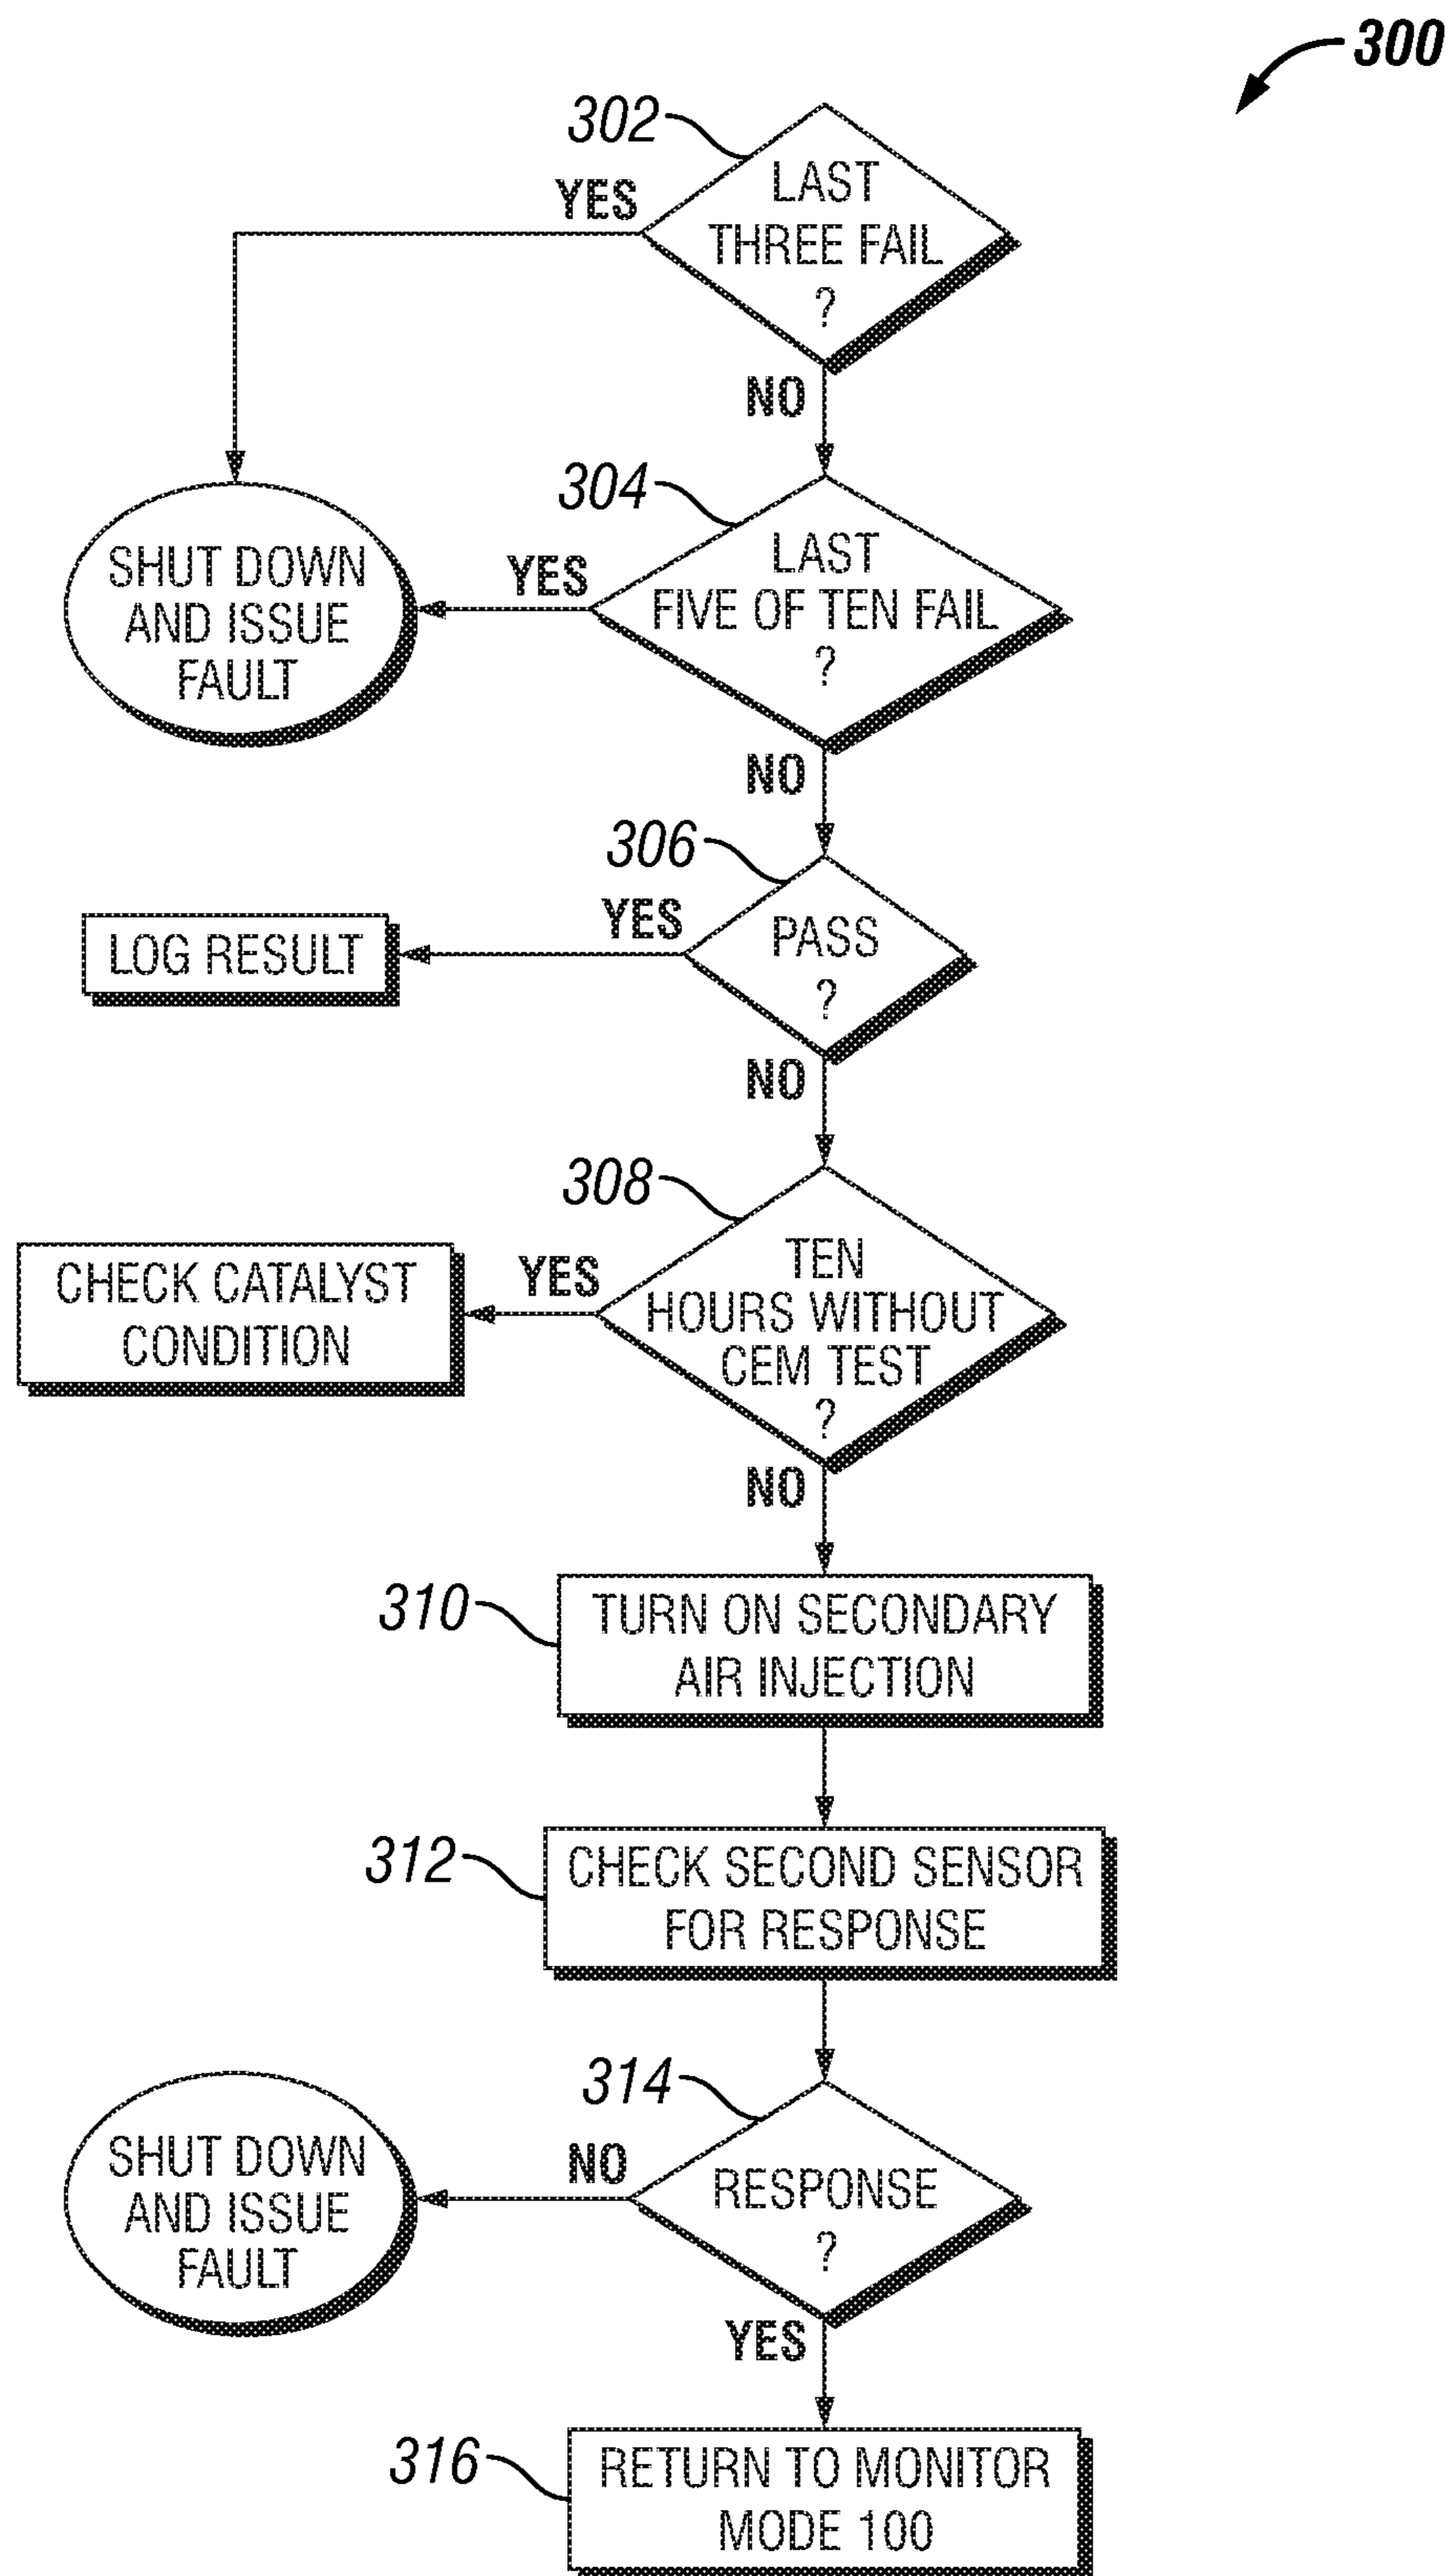 300
302
YES
LAST
THREE FAIL
?
NO
304
YES
LAST
FIVE OF TEN FAIL
?
SHUT DOWN
AND ISSUE
FAULT
NO
306
YES
PASS
?
LOG RESULT
NO
308
YES
TEN
HOURS WITHOUT
CEM TEST
?
CHECK CATALYST
CONDITION
NO
310
TURN ON SECONDARY
AIR INJECTION
312
CHECK SECOND SENSOR
FOR RESPONSE
314
NO
RESPONSE
?
SHUT DOWN
AND ISSUE
FAULT
YES
316
RETURN TO MONITOR
MODE 100